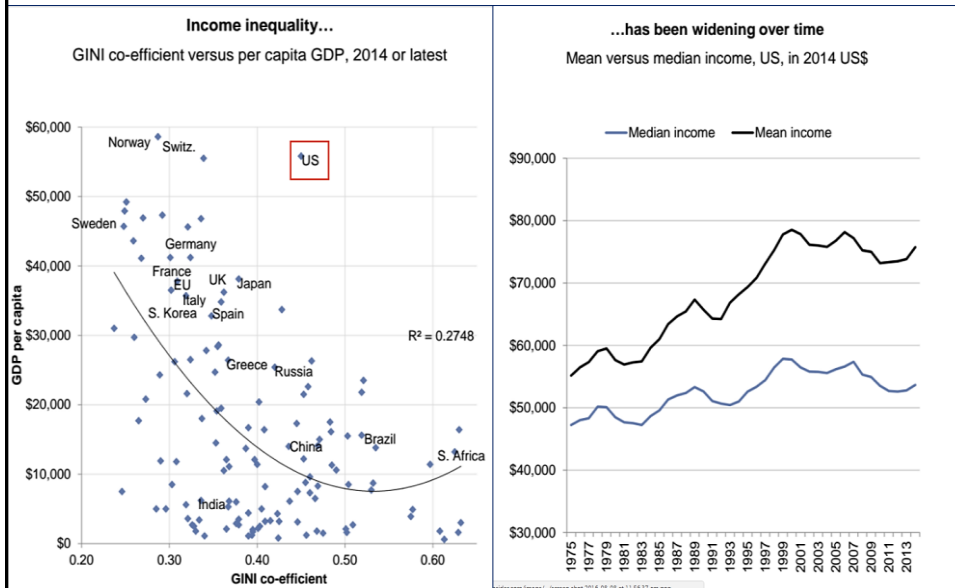 Income inequality…
GINI co-efficient versus per capita GDP, 2014 or latest
$60,000
$50,000
$40,000
$30,000
$20,000
$10,000
$0
GDP per capita
Norway
Switz.
US
Sweden
Germany
France
EU
UK
Japan
Italy
S. Korea
Spain
R² = 0.2748
Greece
Russia
China
Brazil
S. Africa
India
0.20 0.30 0.40 0.50 0.60
GINI co-efficient
…has been widening over time
Mean versus median income, US, in 2014 US$
Median income Mean income
$90,000
$80,000
$70,000
$60,000
$50,000
$40,000
$30,000
1975 1977 1979 1981 1983 1985 1987 1989 1991 1993 1995 1997 1999 2001 2003 2005 2007 2009 2011 2013